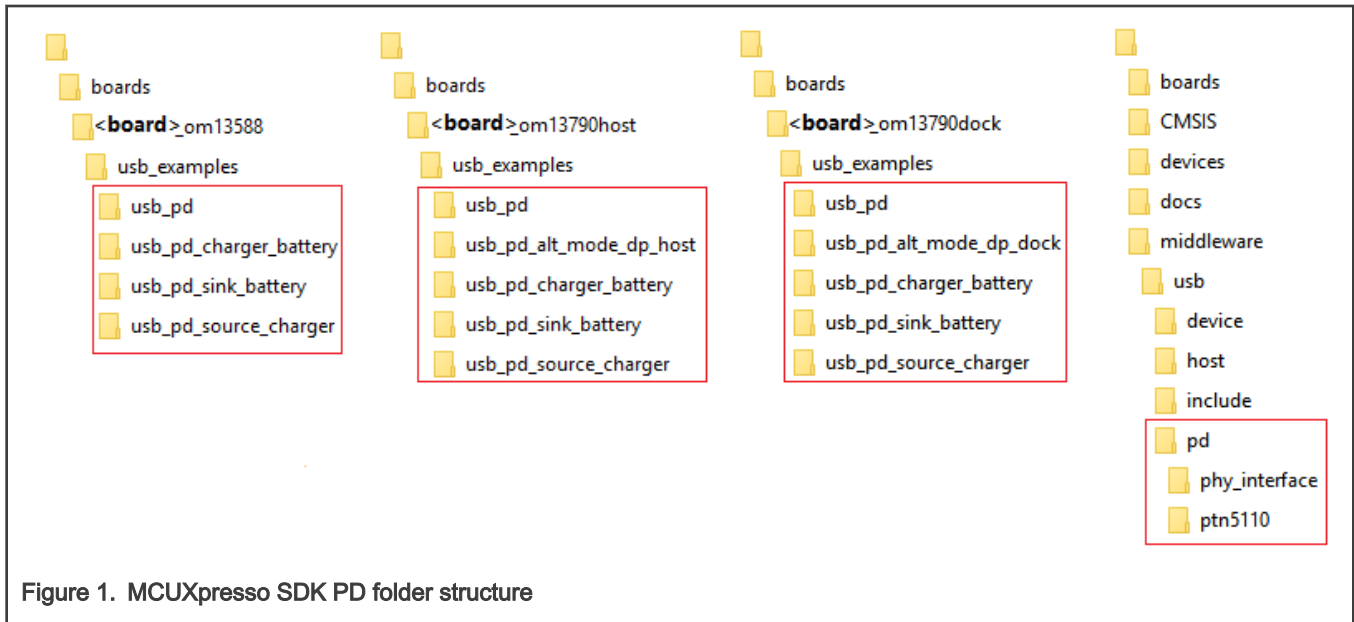 boards
<board>_om13588
usb_examples
usb_pd
usb_pd_charger_battery
usb_pd_sink_battery
usb_pd_source_charger
boards
<board>_om13790host
usb_examples
usb_pd
usb_pd_alt_mode_dp_host
usb_pd_charger_battery
usb_pd_sink_battery
usb_pd_source_charger
boards
<board>_om13790dock
usb_examples
usb_pd
usb_pd_alt_mode_dp_dock
usb_pd_charger_battery
usb_pd_sink_battery
usb_pd_source_charger
boards
CMSIS
devices
docs
middleware
usb
device
host
include
pd
phy_interface
ptn5110
Figure 1. MCUXpresso SDK PD folder structure